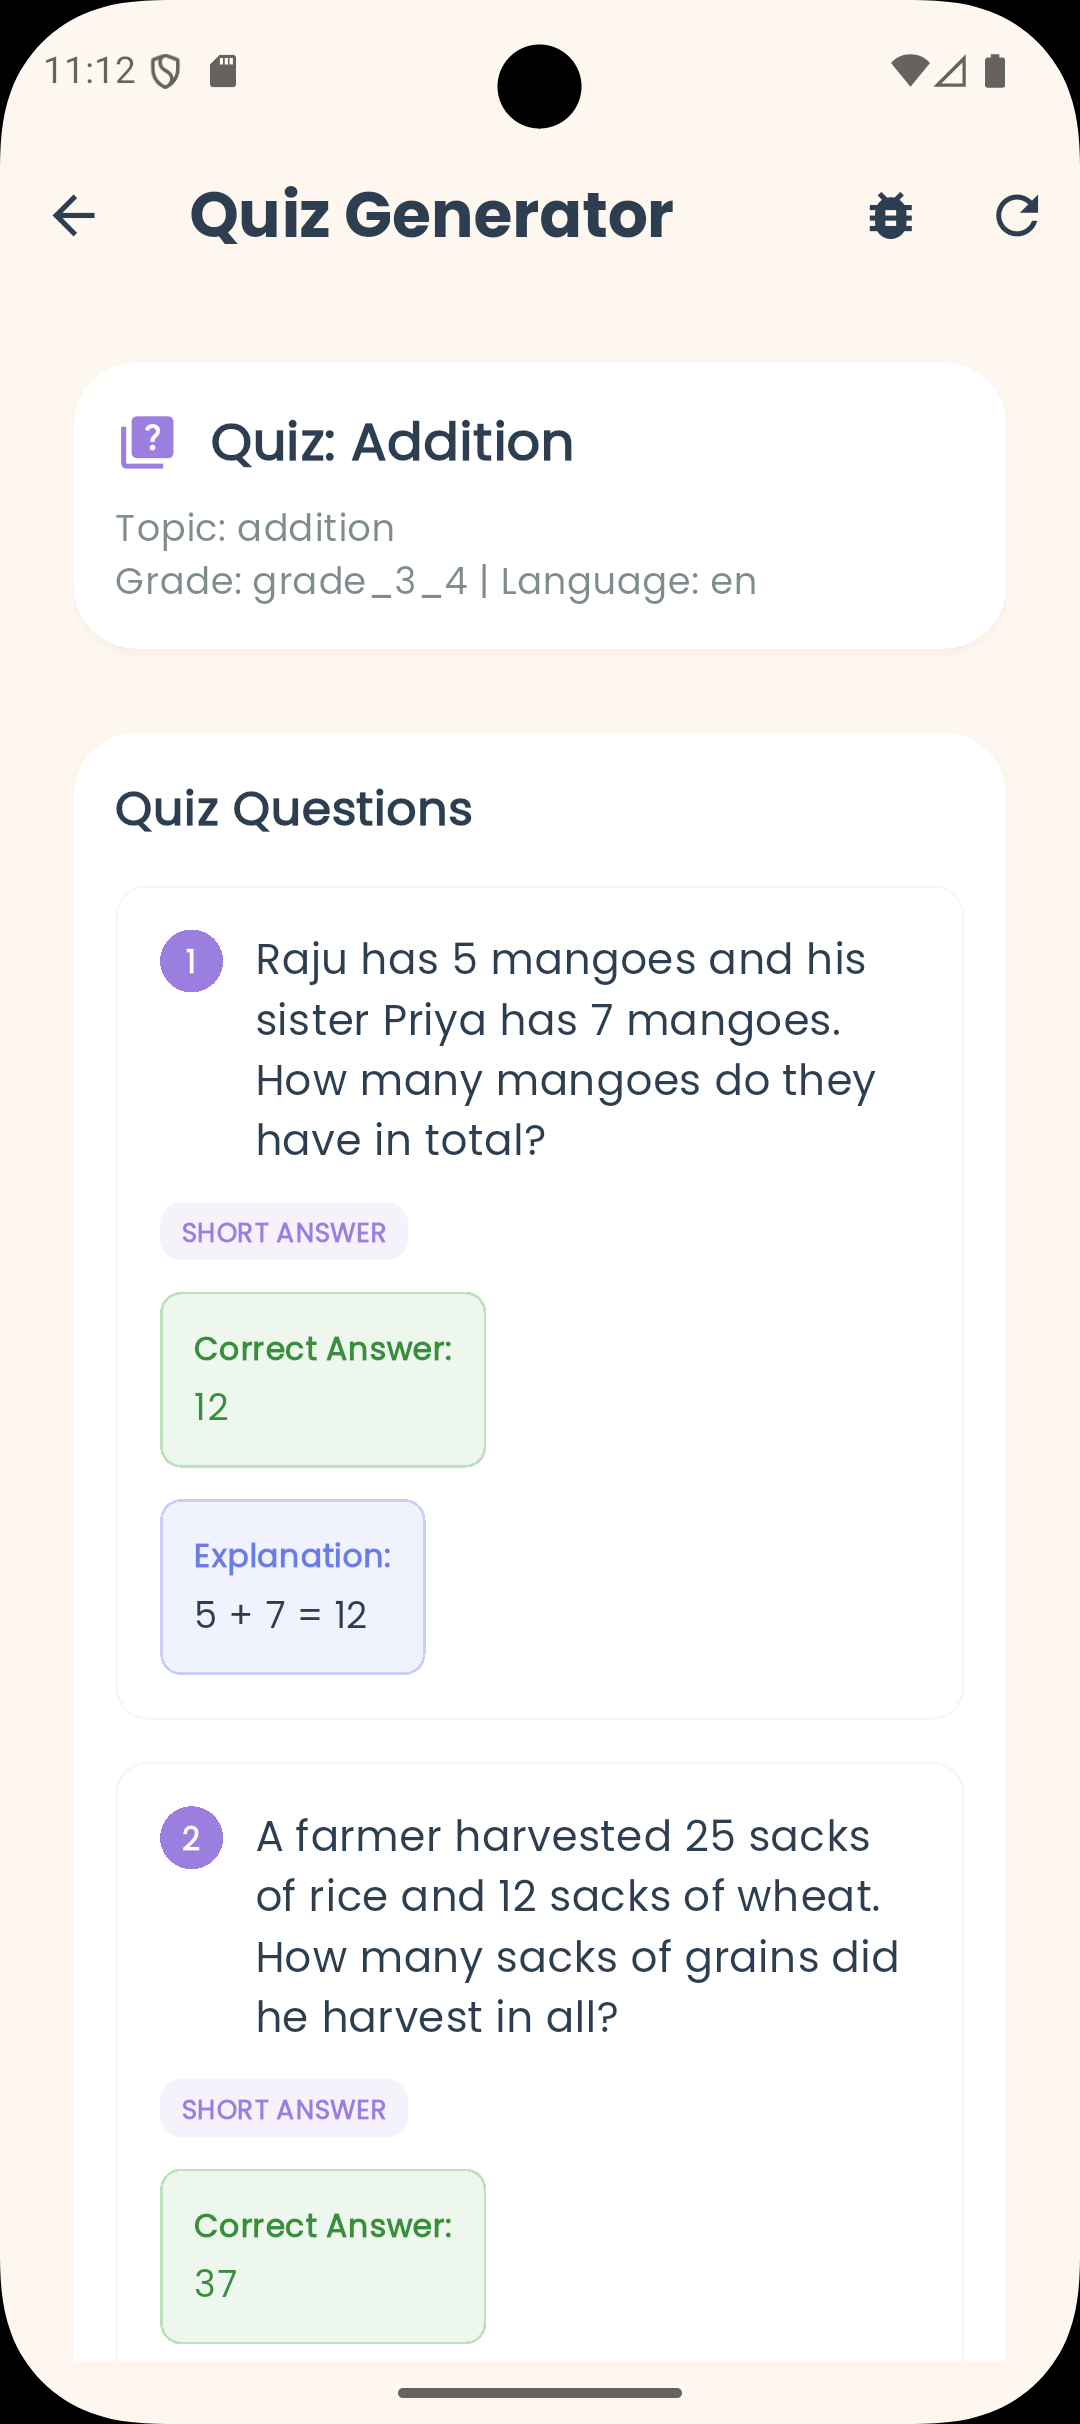 11:12
Quiz Generator
Quiz: Addition
Topic: addition
Grade: grade_3_4 | Language: en
Quiz Questions
1
Raju has 5 mangoes and his
sister Priya has 7 mangoes.
How many mangoes do they
have in total?
SHORT ANSWER
Correct Answer:
12
Explanation:
5 + 7 = 12
2
A farmer harvested 25 sacks
of rice and 12 sacks of wheat.
How many sacks of grains did
he harvest in all?
SHORT ANSWER
Correct Answer:
37